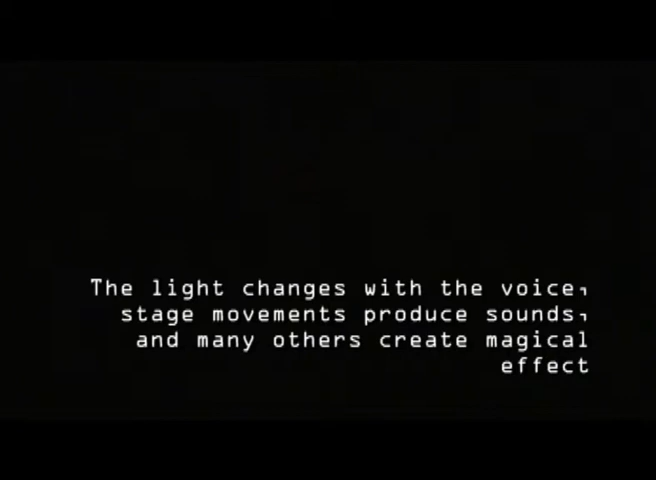 The light changes with the voice,
stage movements produce sounds,
and many others create magical
effect